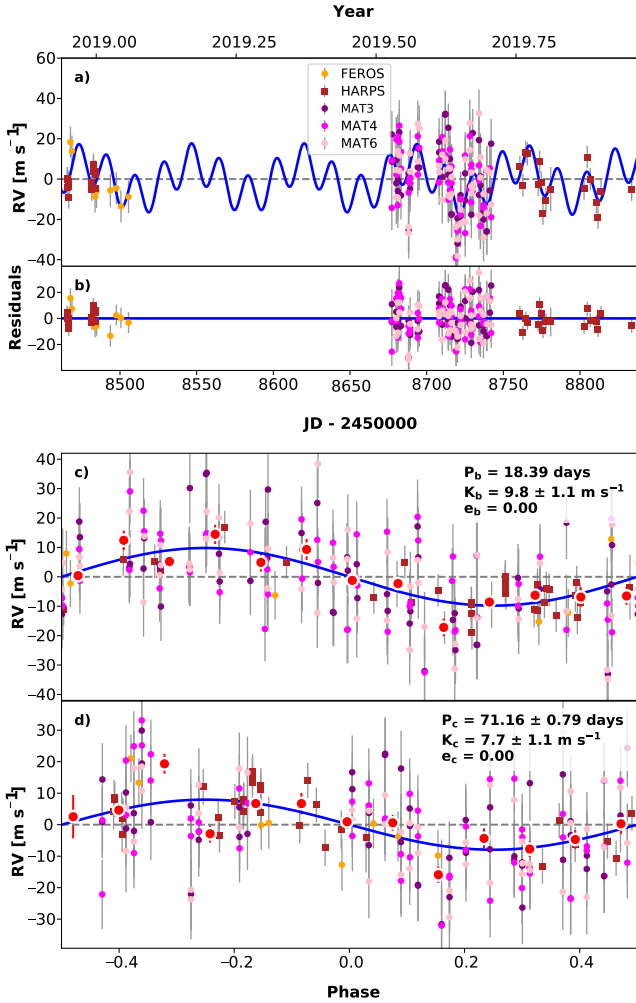 Year
2019.00 2019.25 2019.50 2019.75
a)
FEROS
HARPS
MAT3
MAT4
MAT6
60
40
20
0
−20
−40
RV [m s⁻¹]
b)
20
0
−20
Residuals
8500 8550 8600 8650 8700 8750 8800
JD - 2450000
c)
P_b = 18.39 days
K_b = 9.8 ± 1.1 m s⁻¹
e_b = 0.00
40
30
20
10
0
−10
−20
−30
−40
RV [m s⁻¹]
d)
P_c = 71.16 ± 0.79 days
K_c = 7.7 ± 1.1 m s⁻¹
e_c = 0.00
30
20
10
0
−10
−20
−30
RV [m s⁻¹]
−0.4 −0.2 0.0 0.2 0.4
Phase